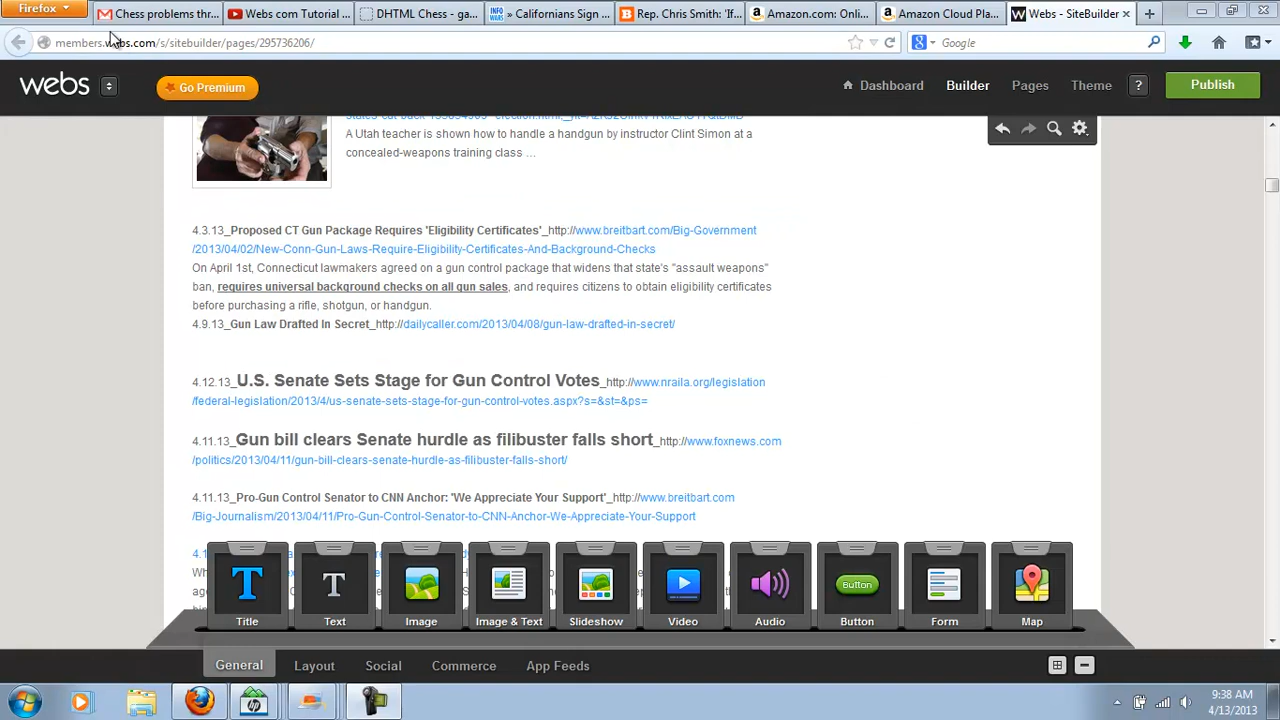 Firefox
Chess problems thr...
Webs com Tutorial ...
DHTML Chess - ga...
» Californians Sign ...
Rep. Chris Smith: 'If...
Amazon.com: Onli...
Amazon Cloud Pla...
Webs - SiteBuilder
members.webs.com/s/sitebuilder/pages/295736206/
Google
webs
Go Premium
Dashboard
Builder
Pages
Theme
?
Publish
A Utah teacher is shown how to handle a handgun by instructor Clint Simon at a
concealed-weapons training class ...
4.3.13_Proposed CT Gun Package Requires 'Eligibility Certificates'_http://www.breitbart.com/Big-Government
/2013/04/02/New-Conn-Gun-Laws-Require-Eligibility-Certificates-And-Background-Checks
On April 1st, Connecticut lawmakers agreed on a gun control package that widens that state's "assault weapons"
ban, requires universal background checks on all gun sales, and requires citizens to obtain eligibility certificates
before purchasing a rifle, shotgun, or handgun.
4.9.13_Gun Law Drafted In Secret_http://dailycaller.com/2013/04/08/gun-law-drafted-in-secret/
4.12.13_U.S. Senate Sets Stage for Gun Control Votes_http://www.nraila.org/legislation
/federal-legislation/2013/4/us-senate-sets-stage-for-gun-control-votes.aspx?s=&st=&ps=
4.11.13_Gun bill clears Senate hurdle as filibuster falls short_http://www.foxnews.com
/politics/2013/04/11/gun-bill-clears-senate-hurdle-as-filibuster-falls-short/
4.11.13_Pro-Gun Control Senator to CNN Anchor: 'We Appreciate Your Support'_http://www.breitbart.com
/Big-Journalism/2013/04/11/Pro-Gun-Control-Senator-to-CNN-Anchor-We-Appreciate-Your-Support
Title
Text
Image
Image & Text
Slideshow
Video
Audio
Button
Button
Form
Map
General
Layout
Social
Commerce
App Feeds
9:38 AM
4/13/2013